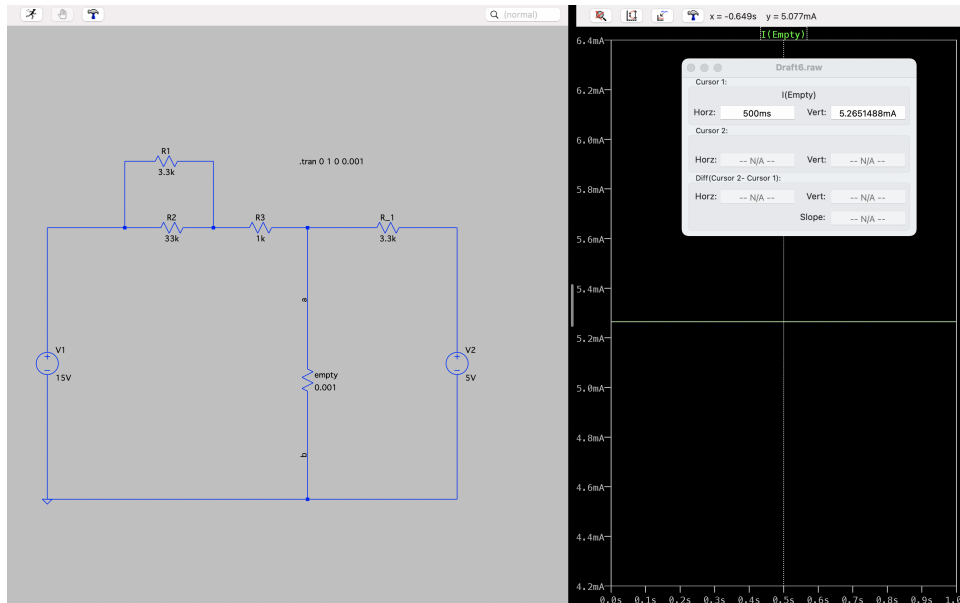 (normal)
x = -0.649s y = 5.077mA
R1
3.3k
.tran 0 1 0 0.001
R2
33k
R3
1k
R_1
3.3k
a
V1
15V
empty
0.001
V2
5V
b
I(Empty)
6.4mA
6.2mA
6.0mA
5.8mA
5.6mA
5.4mA
5.2mA
5.0mA
4.8mA
4.6mA
4.4mA
4.2mA
0.0s 0.1s 0.2s 0.3s 0.4s 0.5s 0.6s 0.7s 0.8s 0.9s 1.0
Draft6.raw
Cursor 1:
I(Empty)
Horz: 500ms Vert: 5.2651488mA
Cursor 2:
Horz: -- N/A -- Vert: -- N/A --
Diff(Cursor 2- Cursor 1):
Horz: -- N/A -- Vert: -- N/A --
Slope: -- N/A --